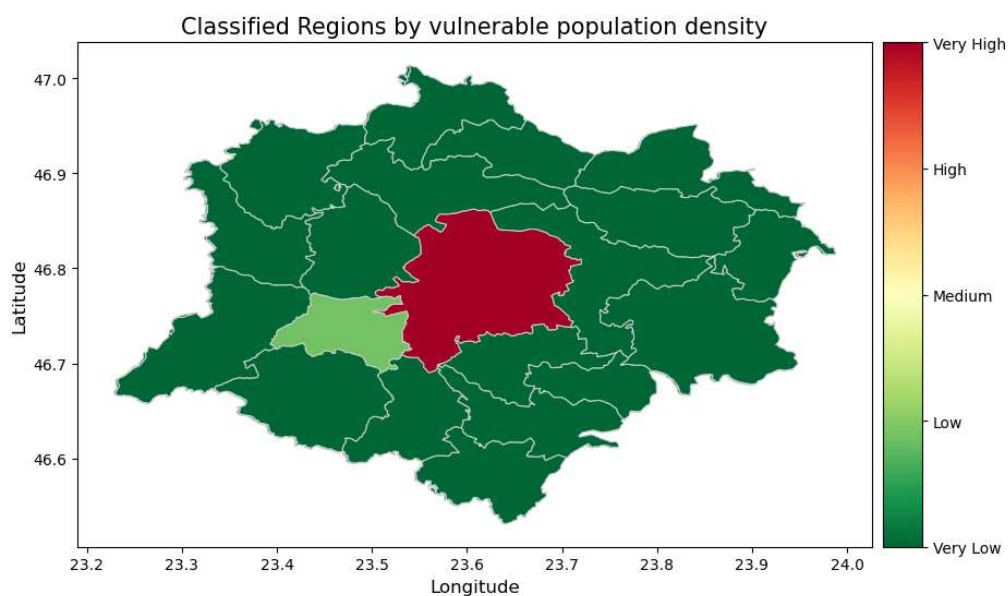 Classified Regions by vulnerable population density
47.0
46.9
46.8
46.7
46.6
Latitude
23.2 23.3 23.4 23.5 23.6 23.7 23.8 23.9 24.0
Longitude
Very High
High
Medium
Low
Very Low